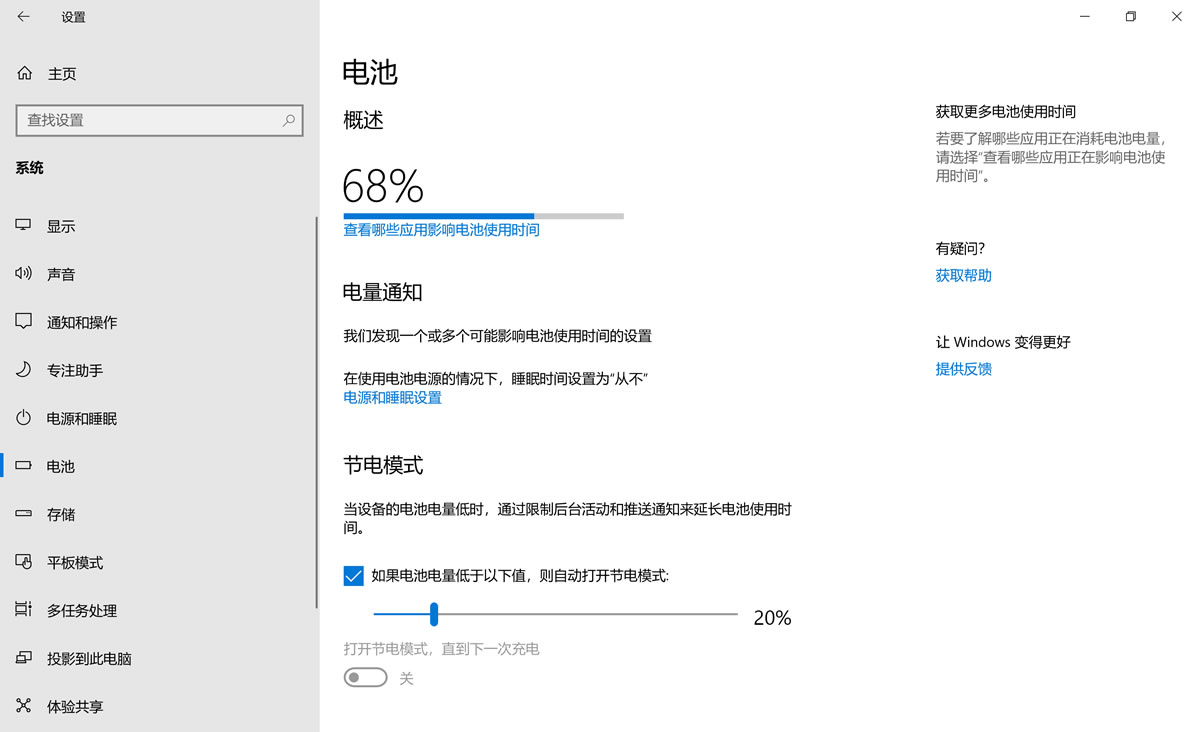 设置
主页
查找设置
系统
显示
声音
通知和操作
专注助手
电源和睡眠
电池
存储
平板模式
多任务处理
投影到此电脑
体验共享
电池
概述
68%
查看哪些应用影响电池使用时间
电量通知
我们发现一个或多个可能影响电池使用时间的设置
在使用电池电源的情况下，睡眠时间设置为“从不”
电源和睡眠设置
节电模式
当设备的电池电量低时，通过限制后台活动和推送通知来延长电池使用时
间。
如果电池电量低于以下值，则自动打开节电模式:
20%
打开节电模式，直到下一次充电
关
获取更多电池使用时间
若要了解哪些应用正在消耗电池电量，
请选择“查看哪些应用正在影响电池使
用时间”。
有疑问?
获取帮助
让 Windows 变得更好
提供反馈